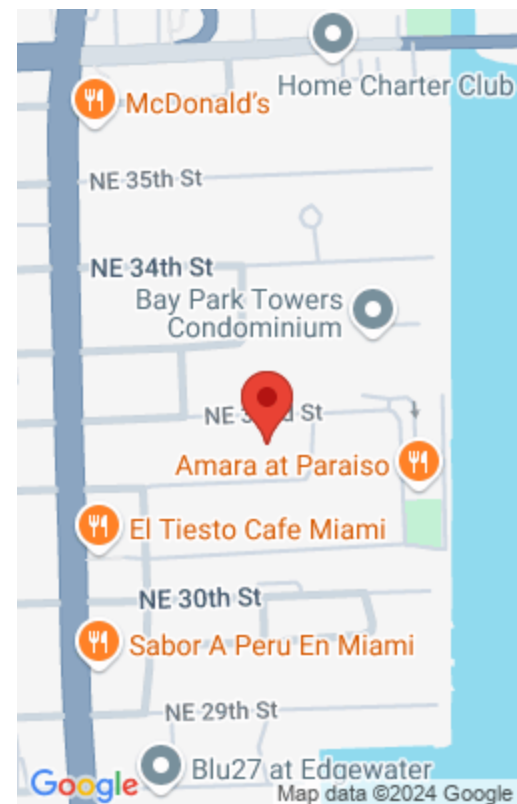 Home Charter Club
McDonald's
NE 35th St
NE 34th St
Bay Park Towers
Condominium
NE St
Amara at Paraiso
El Tiesto Cafe Miami
NE 30th St
Sabor A Peru En Miami
NE 29th St
Blu27 at Edgewater
Google
Map data ©2024 Google